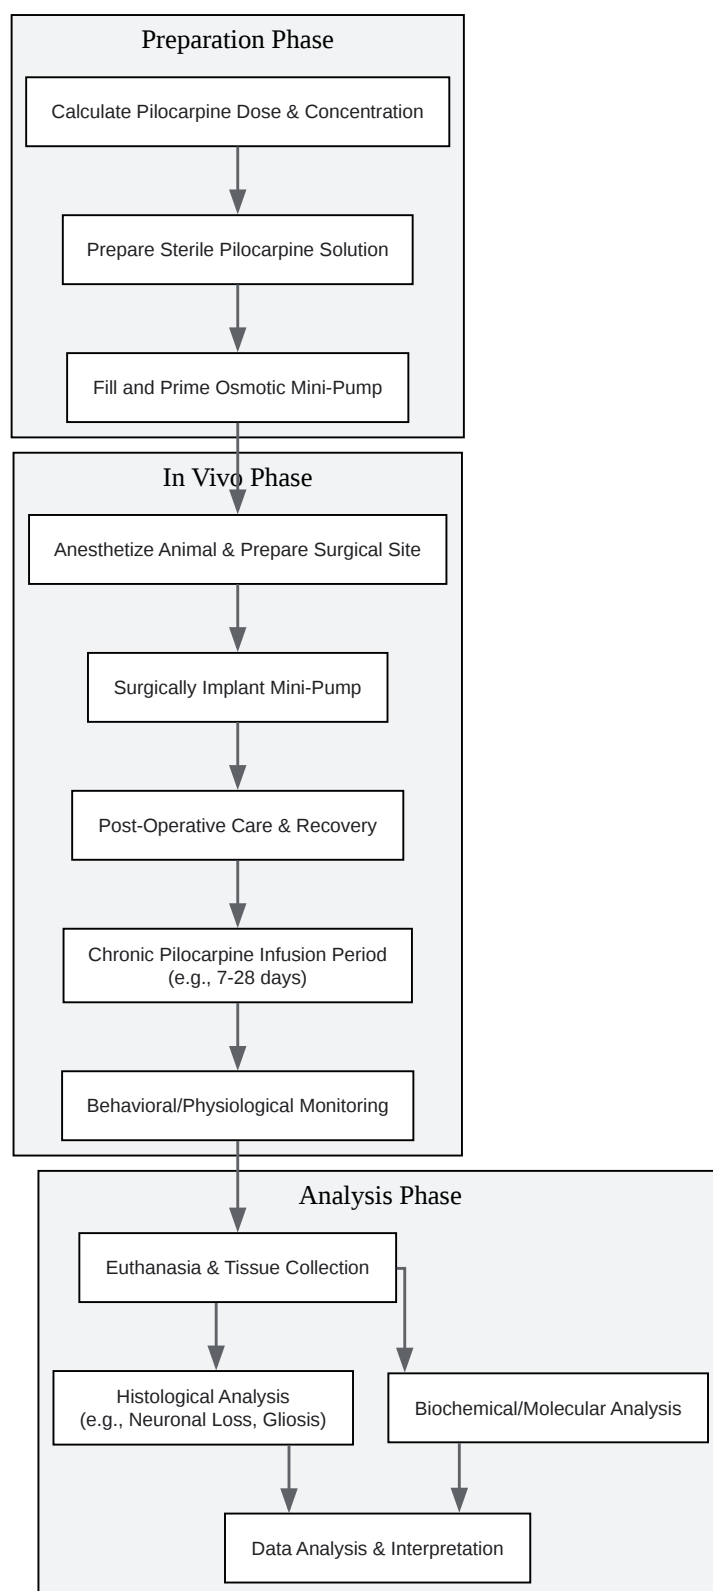 Preparation Phase
Calculate Pilocarpine Dose & Concentration
Prepare Sterile Pilocarpine Solution
Fill and Prime Osmotic Mini-Pump
In Vivo Phase
Anesthetize Animal & Prepare Surgical Site
Surgically Implant Mini-Pump
Post-Operative Care & Recovery
Chronic Pilocarpine Infusion Period
(e.g., 7-28 days)
Behavioral/Physiological Monitoring
Analysis Phase
Euthanasia & Tissue Collection
Histological Analysis
(e.g., Neuronal Loss, Gliosis)
Biochemical/Molecular Analysis
Data Analysis & Interpretation